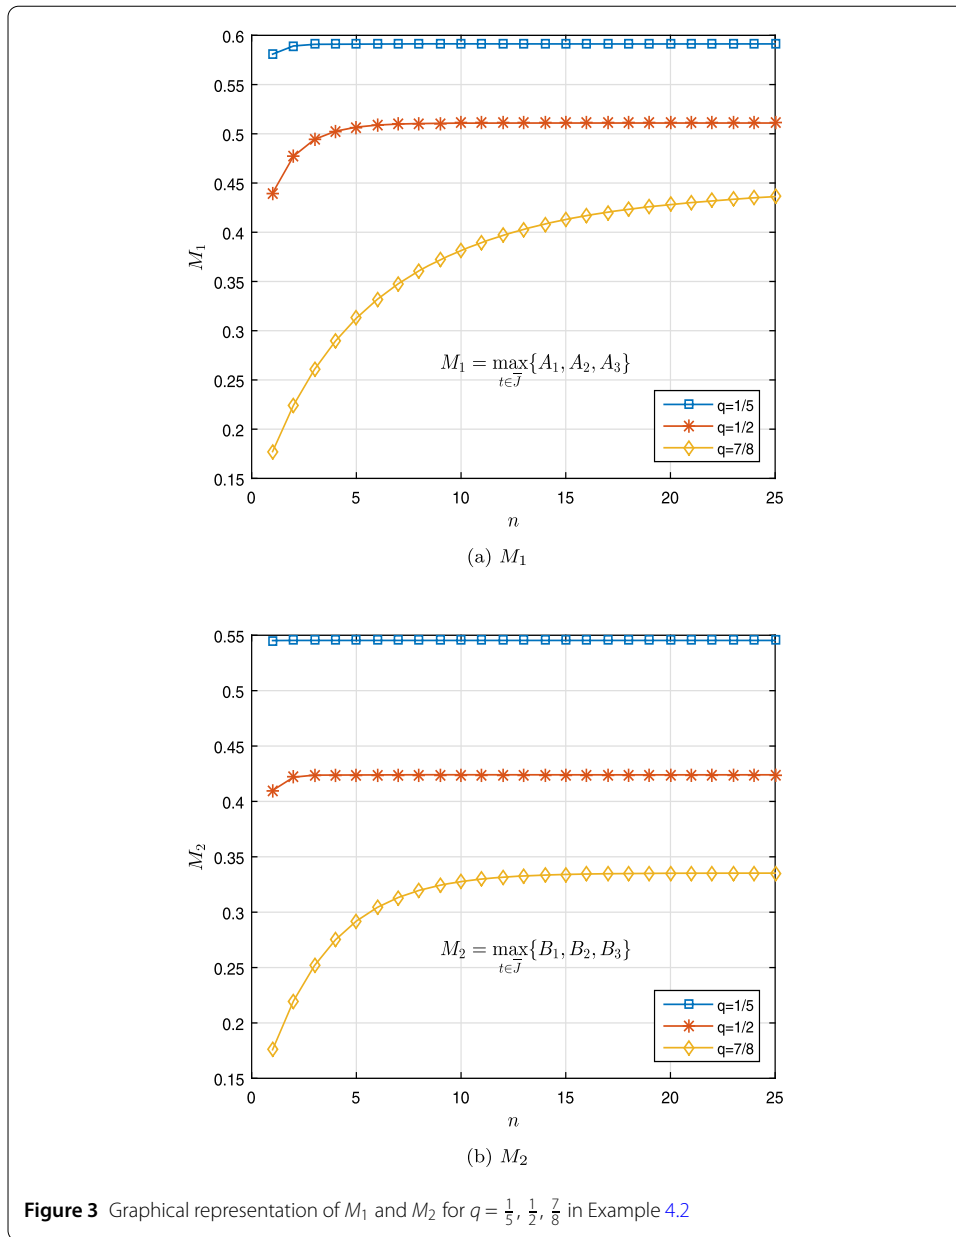 0.6
0.55
0.5
0.45
0.4
0.35
0.3
0.25
0.2
0.15
M₁
M₁ = max{A₁, A₂, A₃}
t∈J̅
q=1/5
q=1/2
q=7/8
0 5 10 15 20 25
n
(a) M₁
0.55
0.5
0.45
0.4
0.35
0.3
0.25
0.2
0.15
M₂
M₂ = max{B₁, B₂, B₃}
t∈J̅
q=1/5
q=1/2
q=7/8
0 5 10 15 20 25
n
(b) M₂
Figure 3 Graphical representation of M₁ and M₂ for q = 1/5, 1/2, 7/8 in Example 4.2